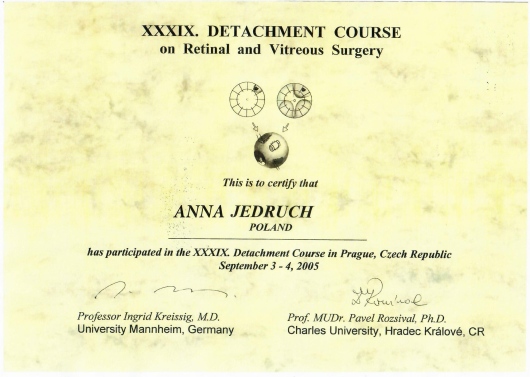 XXXIX. DETACHMENT COURSE
on Retinal and Vitreous Surgery
This is to certify that
ANNA JEDRUCH
POLAND
has participated in the XXXIX. Detachment Course in Prague, Czech Republic
September 3 - 4, 2005
Professor Ingrid Kreissig, M.D.
University Mannheim, Germany
Prof. MUDr. Pavel Rozsival, Ph.D.
Charles University, Hradec Králové, CR